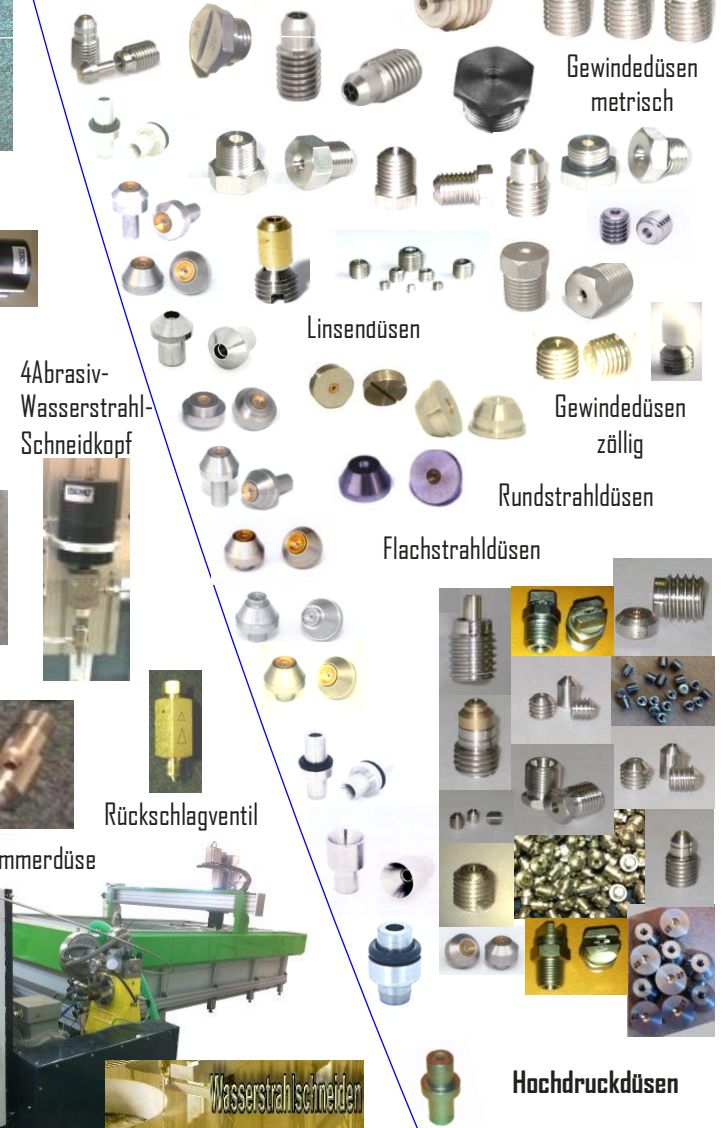 Gewindedüsen
metrisch
Linsendüsen
4Abrasiv-
Wasserstrahl-
Schneidkopf
Gewindedüsen
zöllig
Rundstrahldüsen
Flachstrahldüsen
Rückschlagventil
mmerdüse
Wasserstrahlschneiden
Hochdruckdüsen